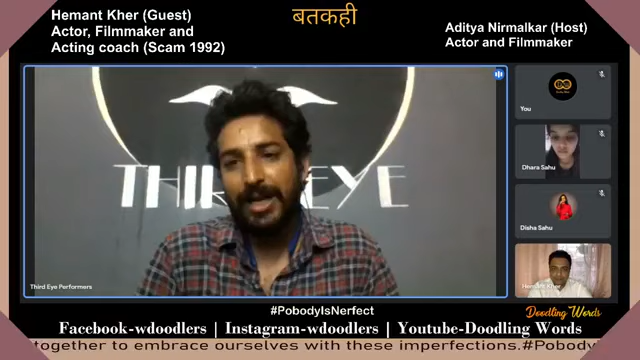 Hemant Kher (Guest)
Actor, Filmmaker and
Acting coach (Scam 1992)
बतकही
Aditya Nirmalkar (Host)
Actor and Filmmaker
THIRD EYE
Third Eye Performers
You
Dhara Sahu
Disha Sahu
Hemant Kher
#PobodyIsNerfect
Doodling Words
Facebook-wdoodlers | Instagram-wdoodlers | Youtube-Doodling Words
together to embrace ourselves with these imperfections.#Pobody